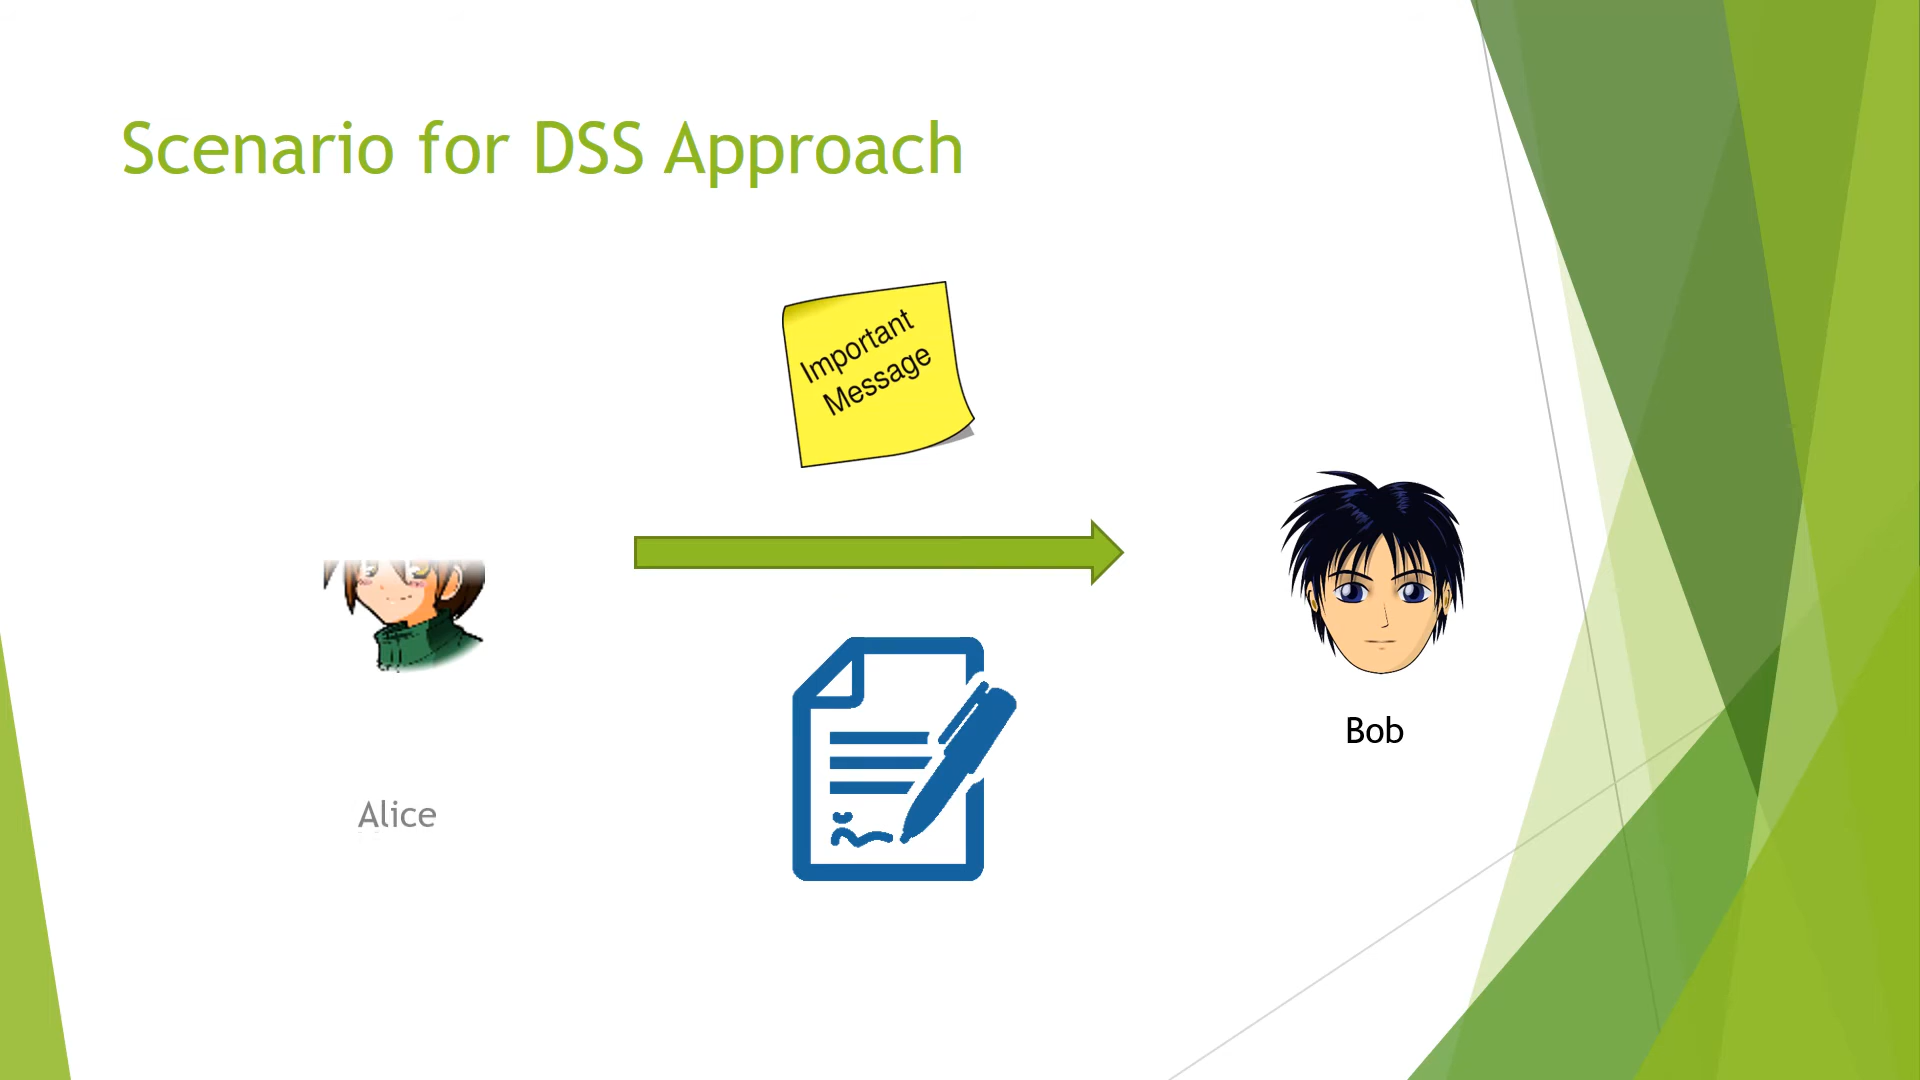 Scenario for DSS Approach
Important
Message
Bob
Alice